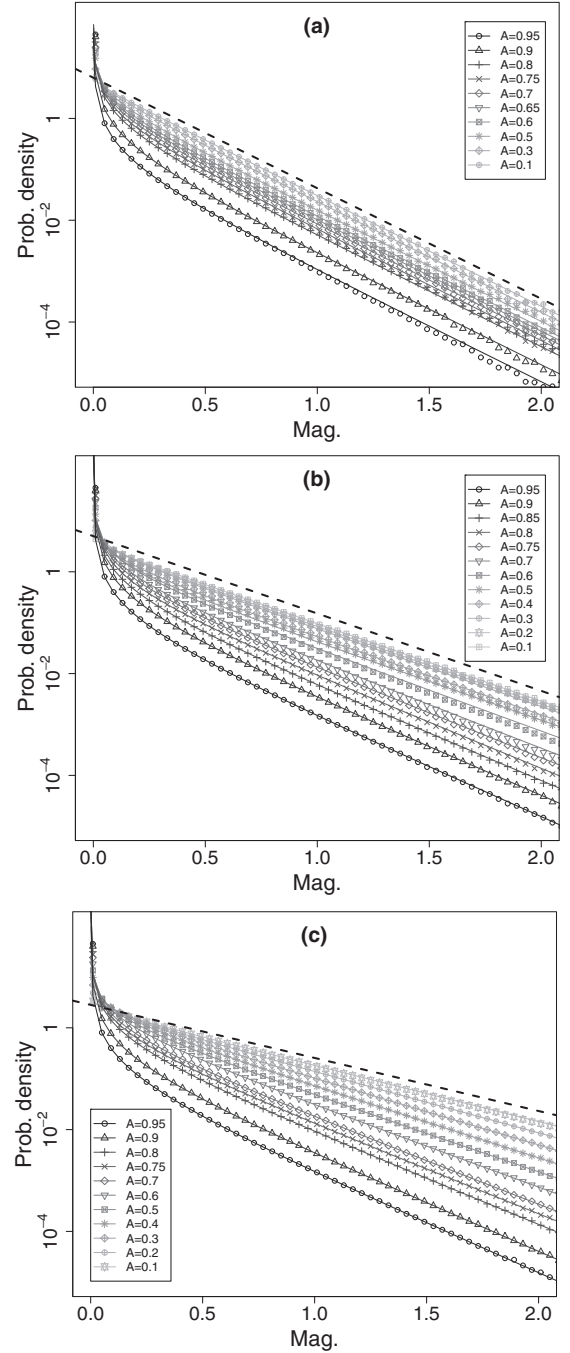 (a)
A=0.95
A=0.9
A=0.8
A=0.75
A=0.7
A=0.65
A=0.6
A=0.5
A=0.3
A=0.1
Prob. density
1
10⁻²
10⁻⁴
0.0 0.5 1.0 1.5 2.0
Mag.
(b)
A=0.95
A=0.9
A=0.85
A=0.8
A=0.75
A=0.7
A=0.6
A=0.5
A=0.4
A=0.3
A=0.2
A=0.1
Prob. density
1
10⁻²
10⁻⁴
0.0 0.5 1.0 1.5 2.0
Mag.
(c)
Prob. density
1
10⁻²
10⁻⁴
A=0.95
A=0.9
A=0.8
A=0.75
A=0.7
A=0.6
A=0.5
A=0.4
A=0.3
A=0.2
A=0.1
0.0 0.5 1.0 1.5 2.0
Mag.